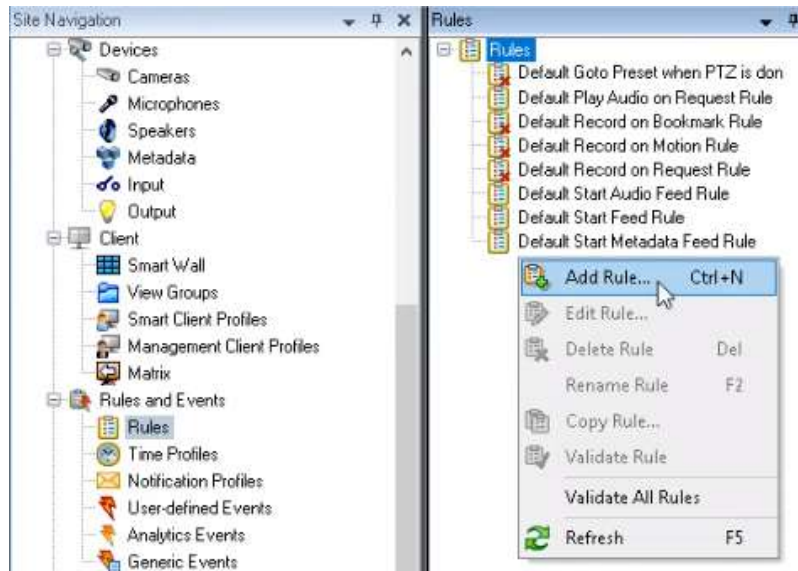 Site Navigation
Devices
Cameras
Microphones
Speakers
Metadata
Input
Output
Client
Smart Wall
View Groups
Smart Client Profiles
Management Client Profiles
Matrix
Rules and Events
Rules
Time Profiles
Notification Profiles
User-defined Events
Analytics Events
Generic Events
Rules
Rules
Default Goto Preset when PTZ is don
Default Play Audio on Request Rule
Default Record on Bookmark Rule
Default Record on Motion Rule
Default Record on Request Rule
Default Start Audio Feed Rule
Default Start Feed Rule
Default Start Metadata Feed Rule
Add Rule... Ctrl+N
Edit Rule...
Delete Rule Del
Rename Rule F2
Copy Rule...
Validate Rule
Validate All Rules
Refresh F5